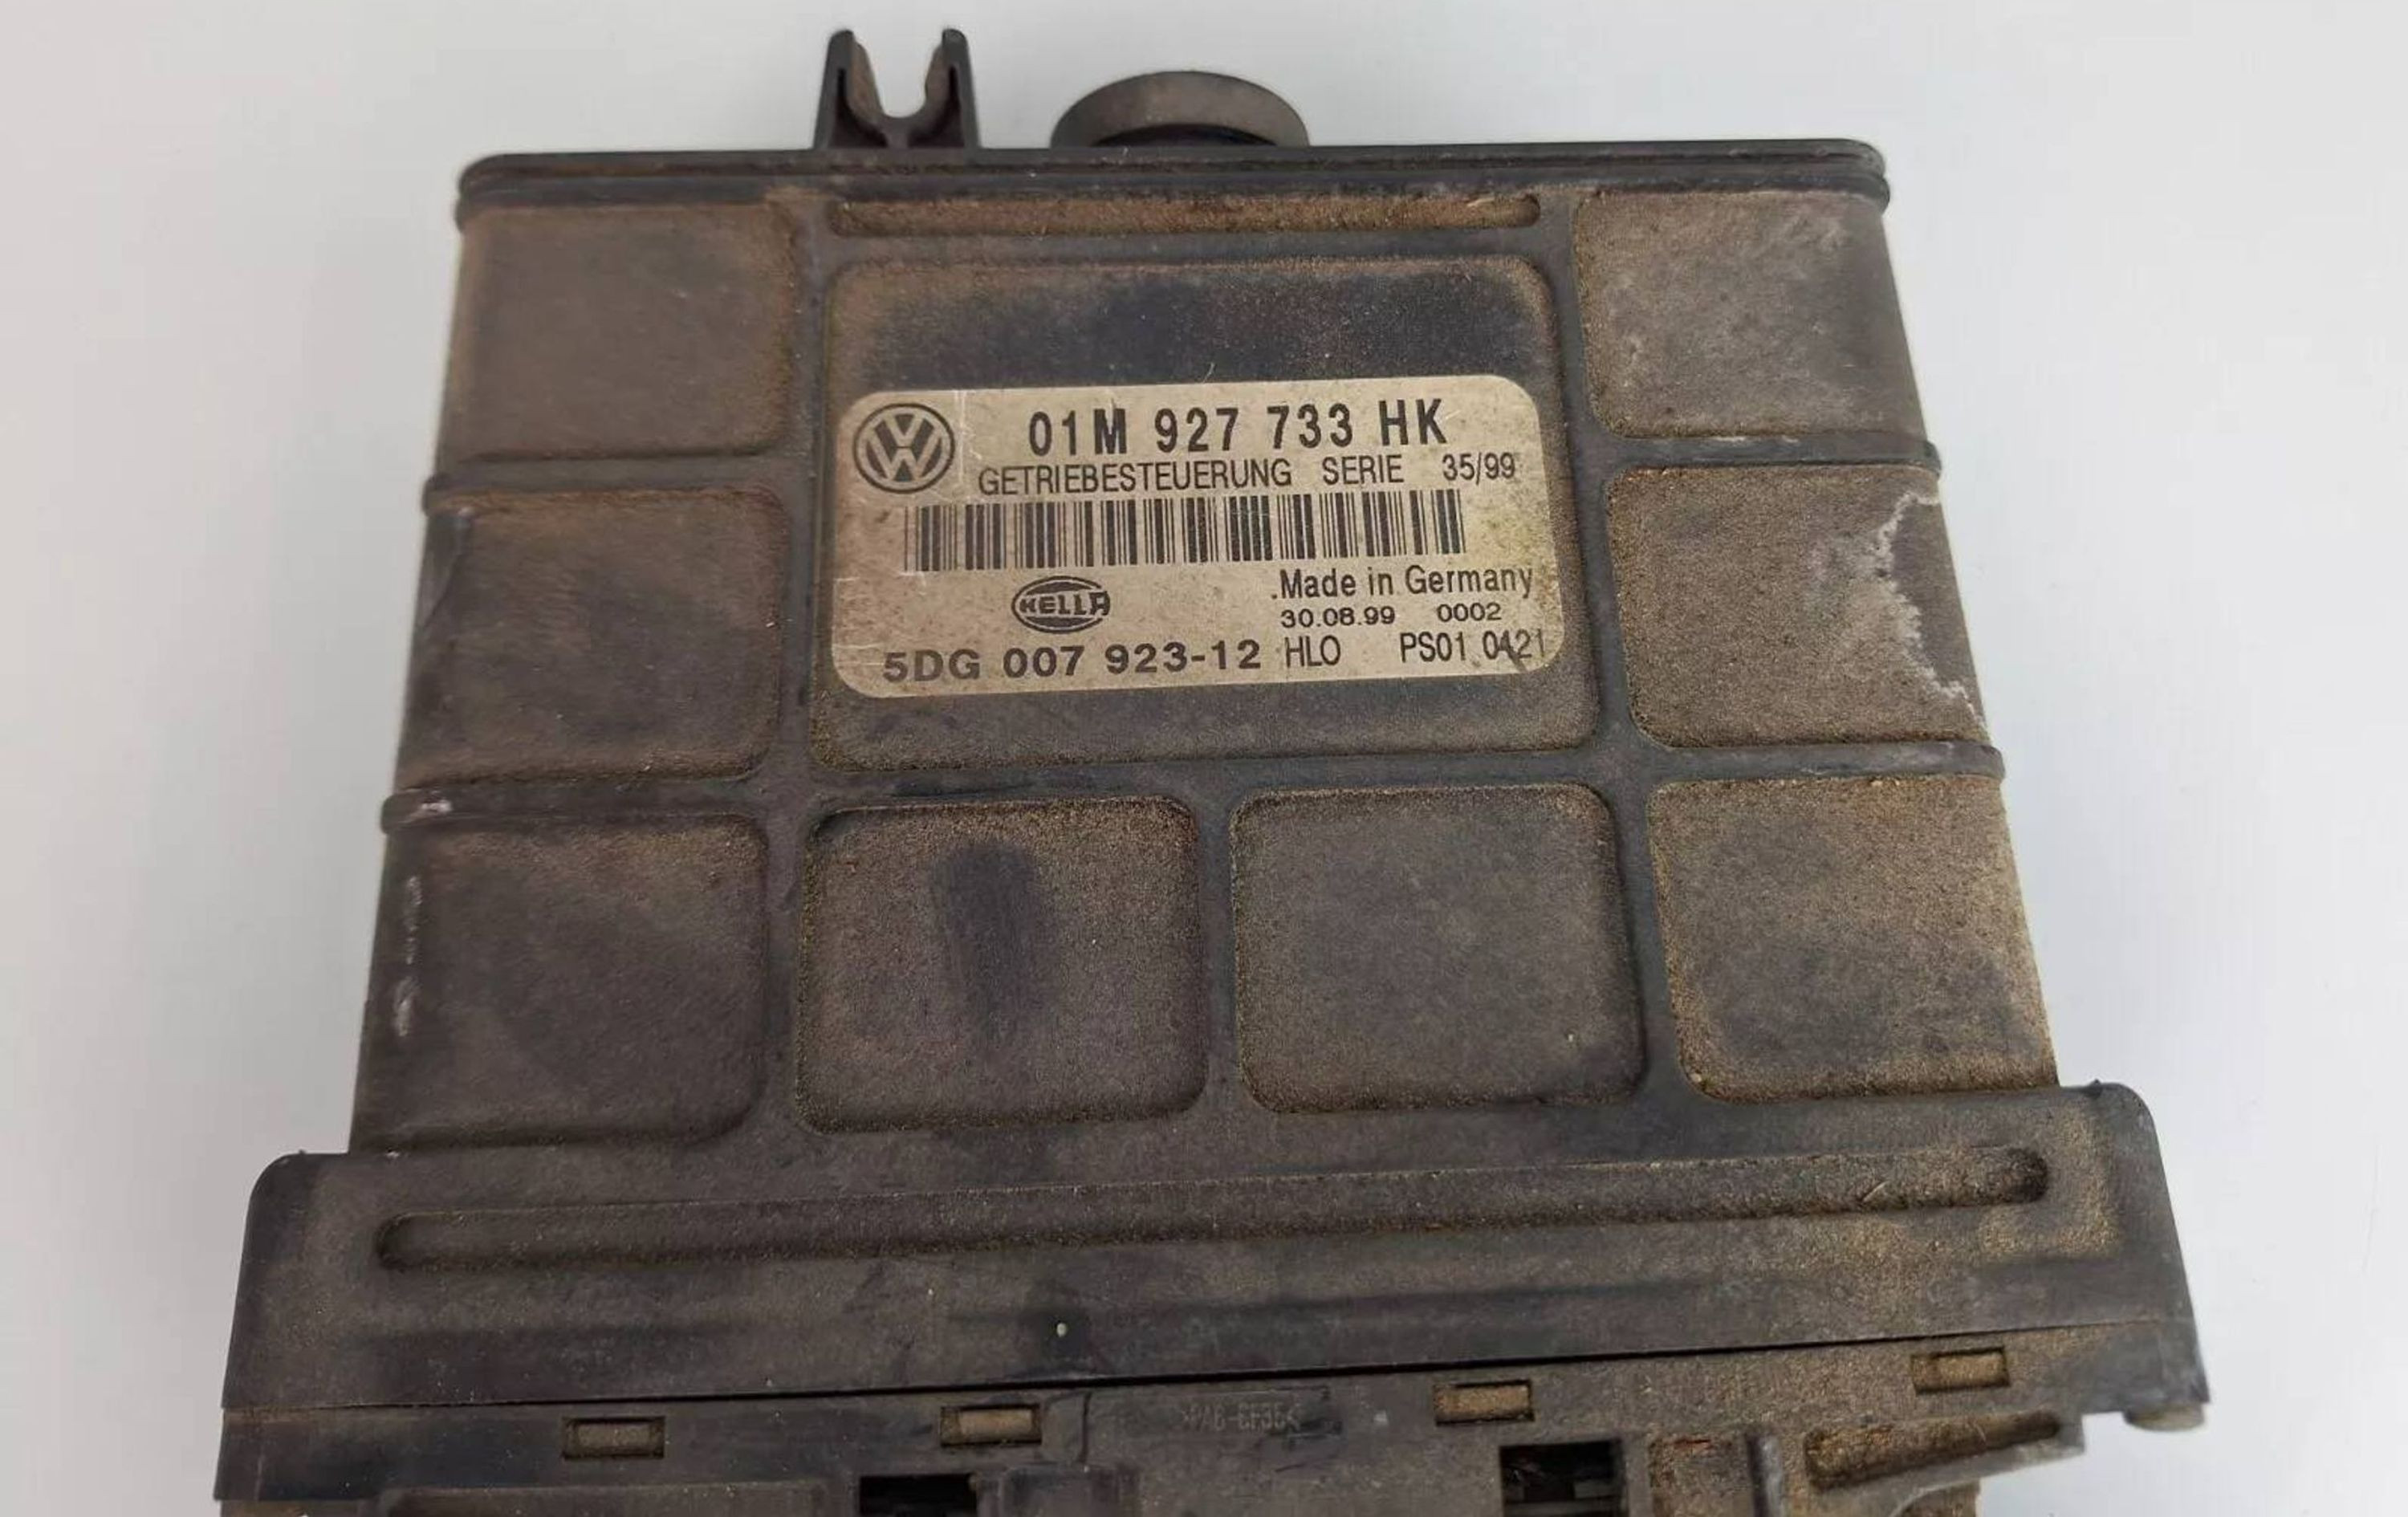 01M 927 733 HK
GETRIEBESTEUERUNG SERIE 35/99
HELLA
.Made in Germany
30.08.99 0002
5DG 007 923-12 HLO PS01 0421